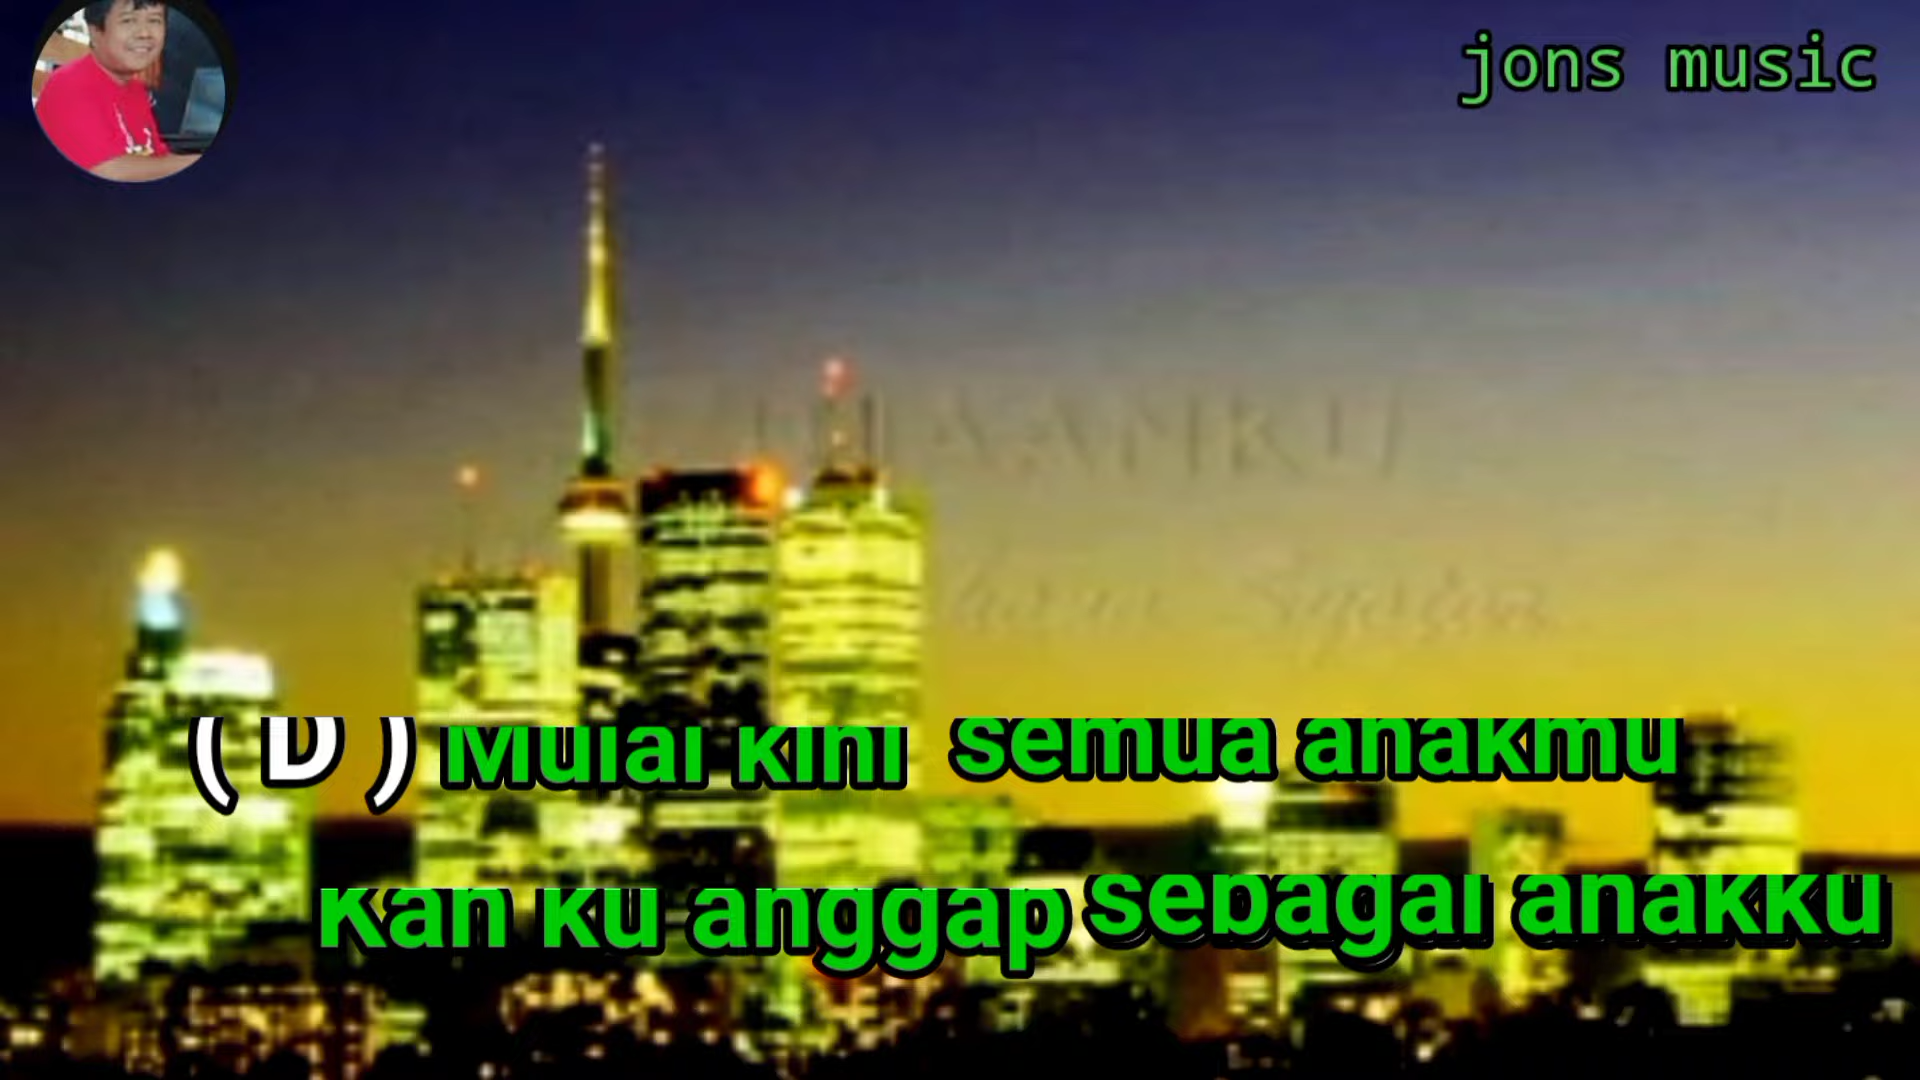 jons music
( D ) Mulai kini semua anakmu
Kan ku anggap sebagai anakku